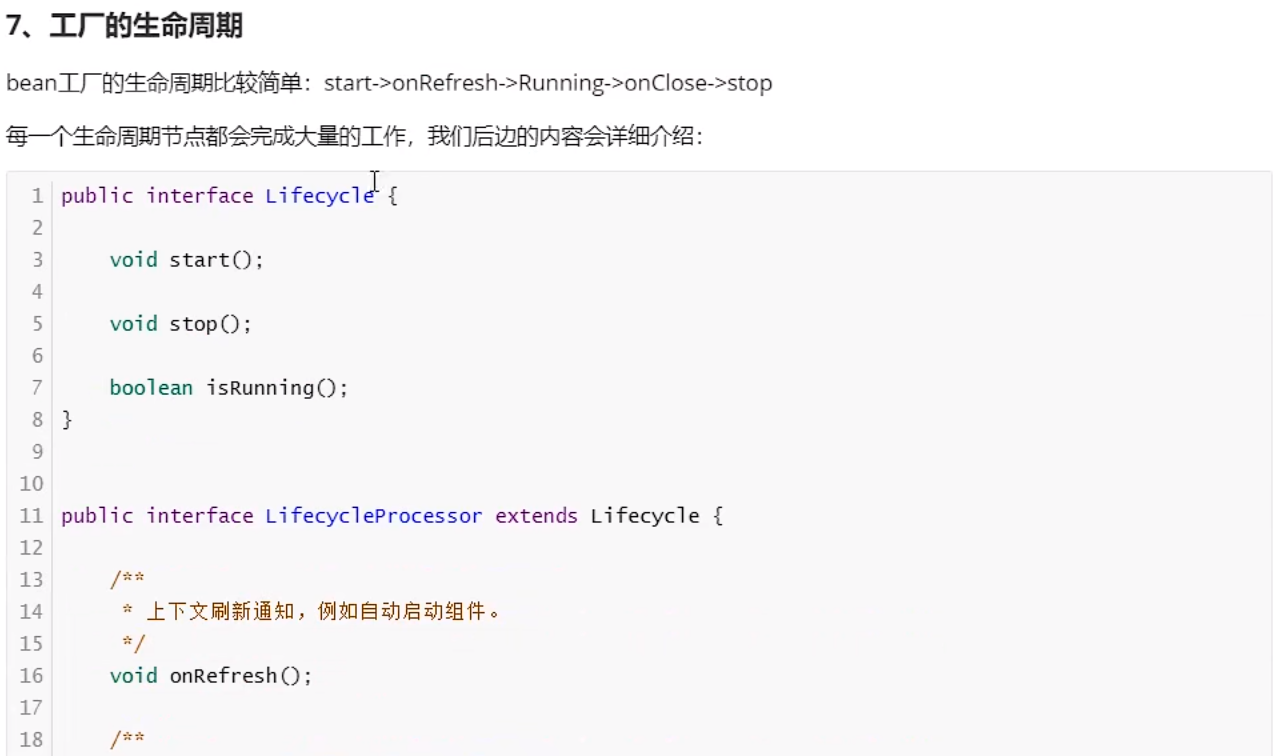 7、工厂的生命周期
bean工厂的生命周期比较简单：start->onRefresh->Running->onClose->stop
每一个生命周期节点都会完成大量的工作，我们后边的内容会详细介绍：
1 public interface Lifecycle {
2
3     void start();
4
5     void stop();
6
7     boolean isRunning();
8 }
9
10
11 public interface LifecycleProcessor extends Lifecycle {
12
13     /**
14      * 上下文刷新通知，例如自动启动组件。
15      */
16     void onRefresh();
17
18     /**